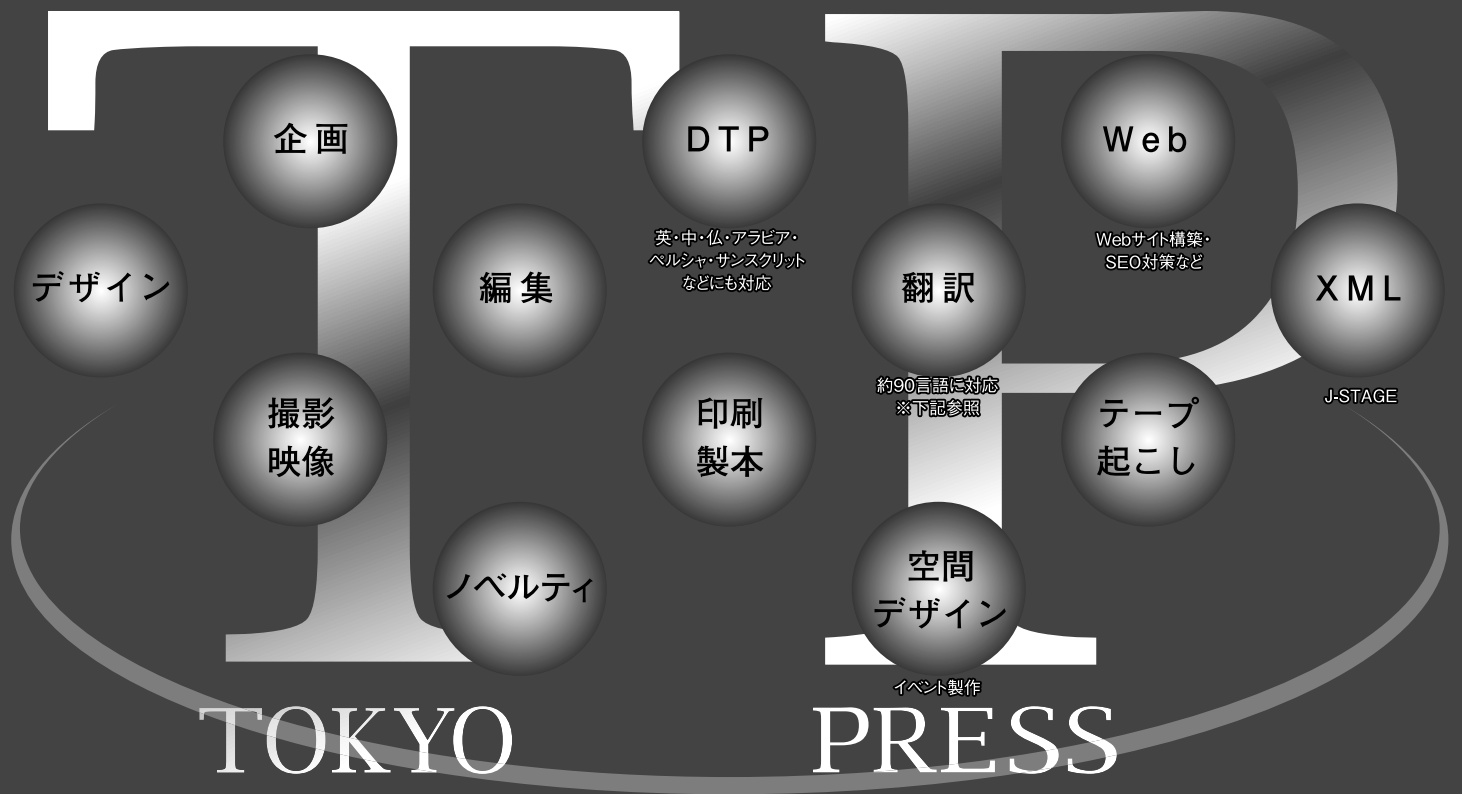 TP
企画
DTP
英・中・仏・アラビア・
ペルシャ・サンスクリット
などにも対応
Web
Webサイト構築・
SEO対策など
デザイン
編集
翻訳
約90言語に対応
※下記参照
XML
J-STAGE
撮影
映像
印刷
製本
テープ
起こし
ノベルティ
空間
デザイン
イベント製作
TOKYO PRESS